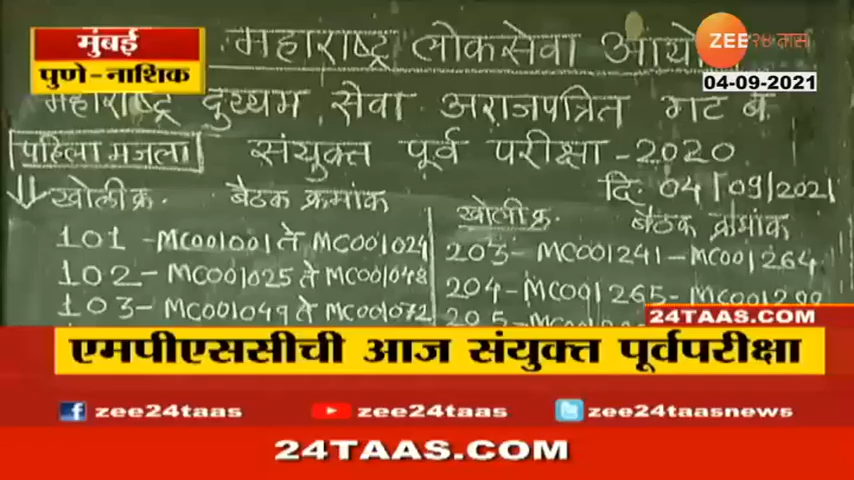 मुंबई
पुणे-नाशिक
ZEE २४ तास
04-09-2021
महाराष्ट्र लोकसेवा
महाराष्ट्र दुय्यम सेवा अराजपत्रित गट ब
पहिला मजला
संयुक्त पूर्व परीक्षा -2020
दि. 04/09/2021
खोली क्र. बैठक क्रमांक
101 - MC001001 ते MC001024
102 - MC001025 ते MC001048
103 - MC001049 ते MC001072
खोली क्र. बैठक क्रमांक
203 - MC001241 - MC001264
204 - MC001265 -
205 -
24TAAS.COM
एमपीएससीची आज संयुक्त पूर्वपरीक्षा
zee24taas zee24taas zee24taasnews
24TAAS.COM